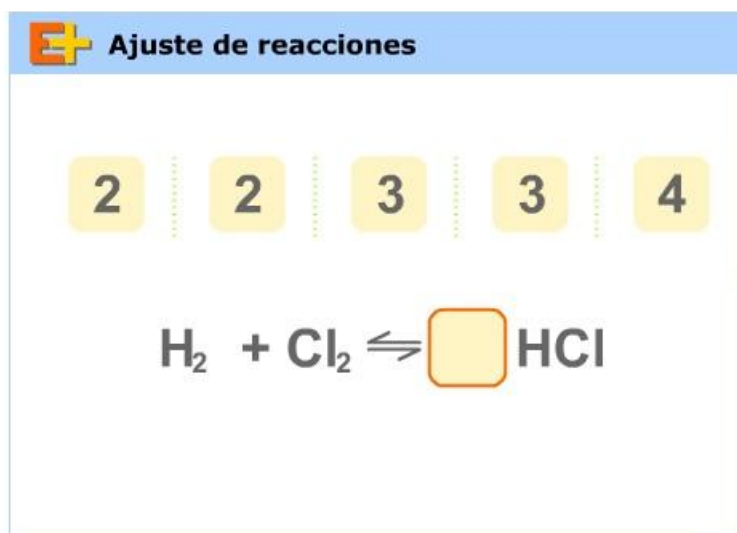 E+ Ajuste de reacciones
2 2 3 3 4
H₂ + Cl₂ ⇌ HCl